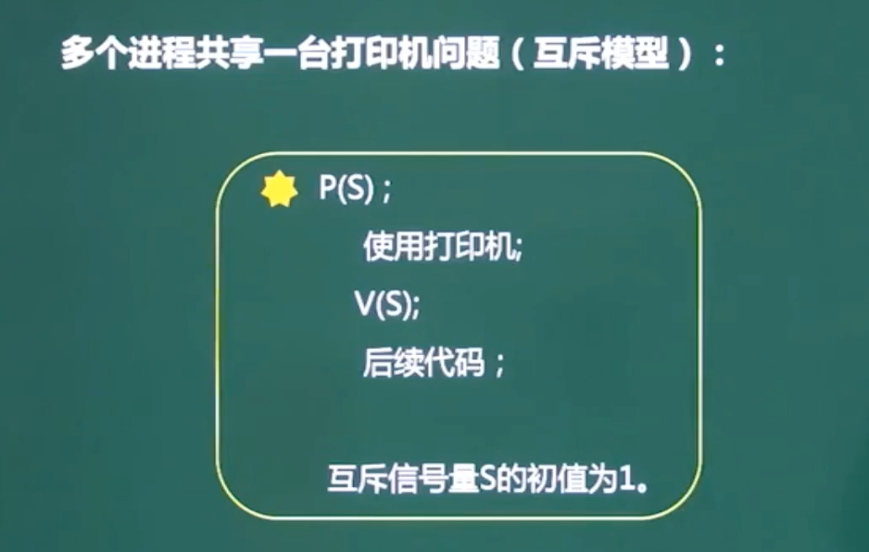 多个进程共享一台打印机问题（互斥模型）：
P(S)；
使用打印机;
V(S);
后续代码；
互斥信号量S的初值为1。